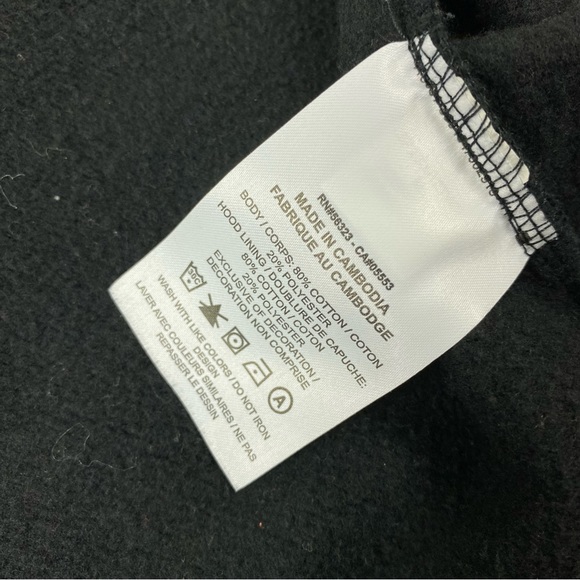 RN#56323 - CA#05553
MADE IN CAMBODIA
FABRIQUE AU CAMBODGE
BODY / CORPS: 80% COTTON / COTON
20% POLYESTER
HOOD LINING / DOUBLURE DE CAPUCHE:
80% COTTON / COTON
20% POLYESTER
EXCLUSIVE OF DECORATION /
DECORATION NON COMPRISE
30C
A
WASH WITH LIKE COLORS / DO NOT IRON
DESIGN
LAVER AVEC COULEURS SIMILAIRES / NE PAS
REPASSER LE DESSIN